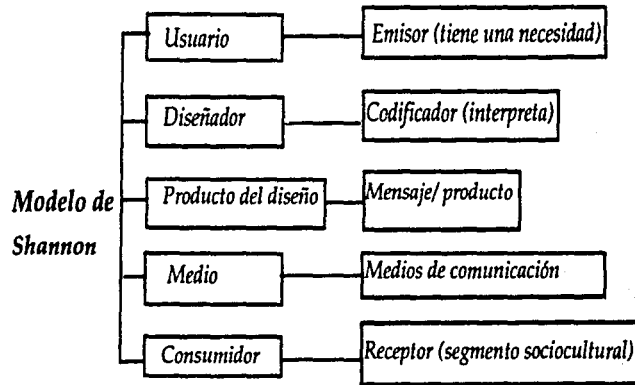 Usuario
Emisor (tiene una necesidad)
Diseñador
Codificador (interpreta)
Modelo de
Shannon
Producto del diseño
Mensaje/ producto
Medio
Medios de comunicación
Consumidor
Receptor (segmento sociocultural)